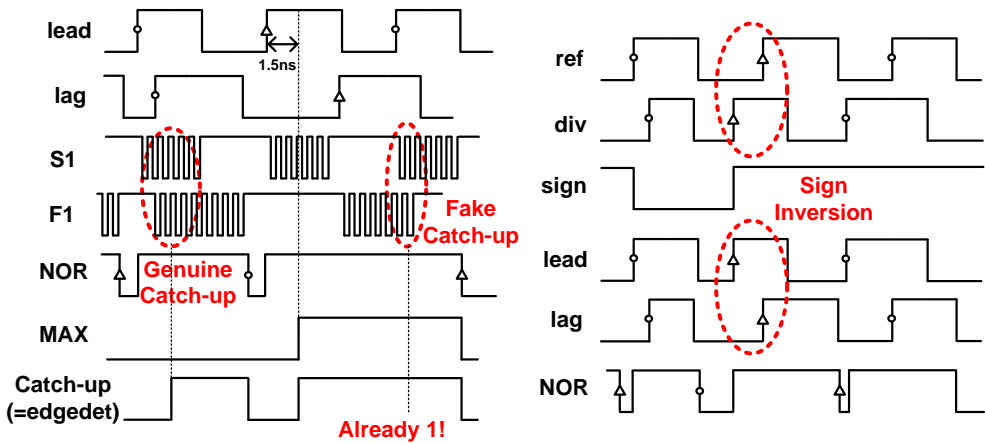 lead
1.5ns
lag
S1
F1
Fake
Catch-up
NOR
Genuine
Catch-up
MAX
Catch-up
(=edgedet)
Already 1!
ref
div
sign
Sign
Inversion
lead
lag
NOR